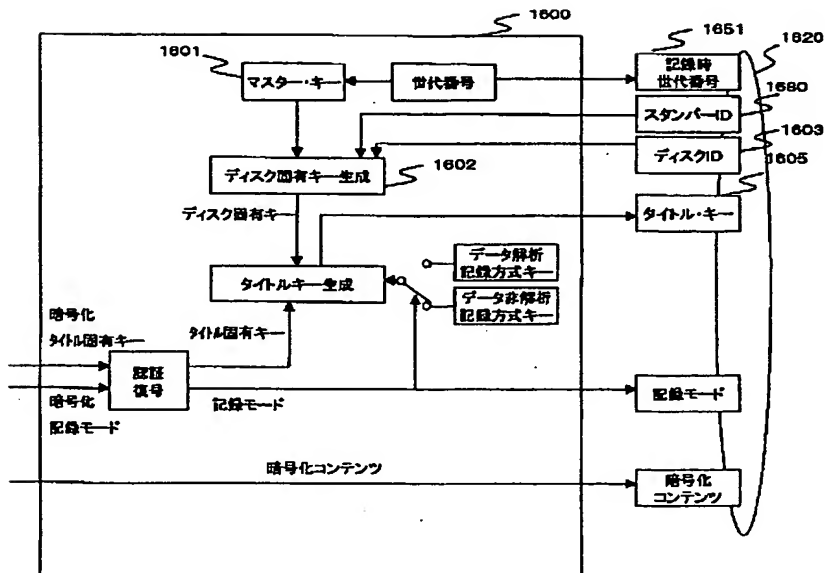 1600
1601
マスター・キー
世代番号
1651
記録時
世代番号
1620
1680
スタンパーID
1603
ディスクID
1605
タイトル・キー
ディスク固有キー生成
1602
ディスク固有キー
タイトルキー生成
データ解析
記録方式キー
データ非解析
記録方式キー
暗号化
タイトル固有キー
タイトル固有キー
認証
復号
暗号化
記録モード
記録モード
記録モード
暗号化コンテンツ
暗号化
コンテンツ